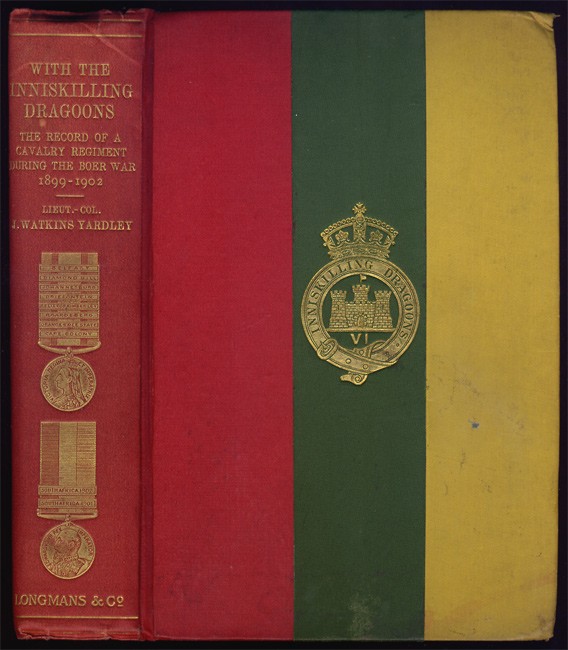 WITH THE
INNISKILLING
DRAGOONS
THE RECORD OF A
CAVALRY REGIMENT
DURING THE BOER WAR
1899-1902
LIEUT.-COL.
J. WATKINS YARDLEY
LONGMANS & Co
INNISKILLING DRAGOONS
VI